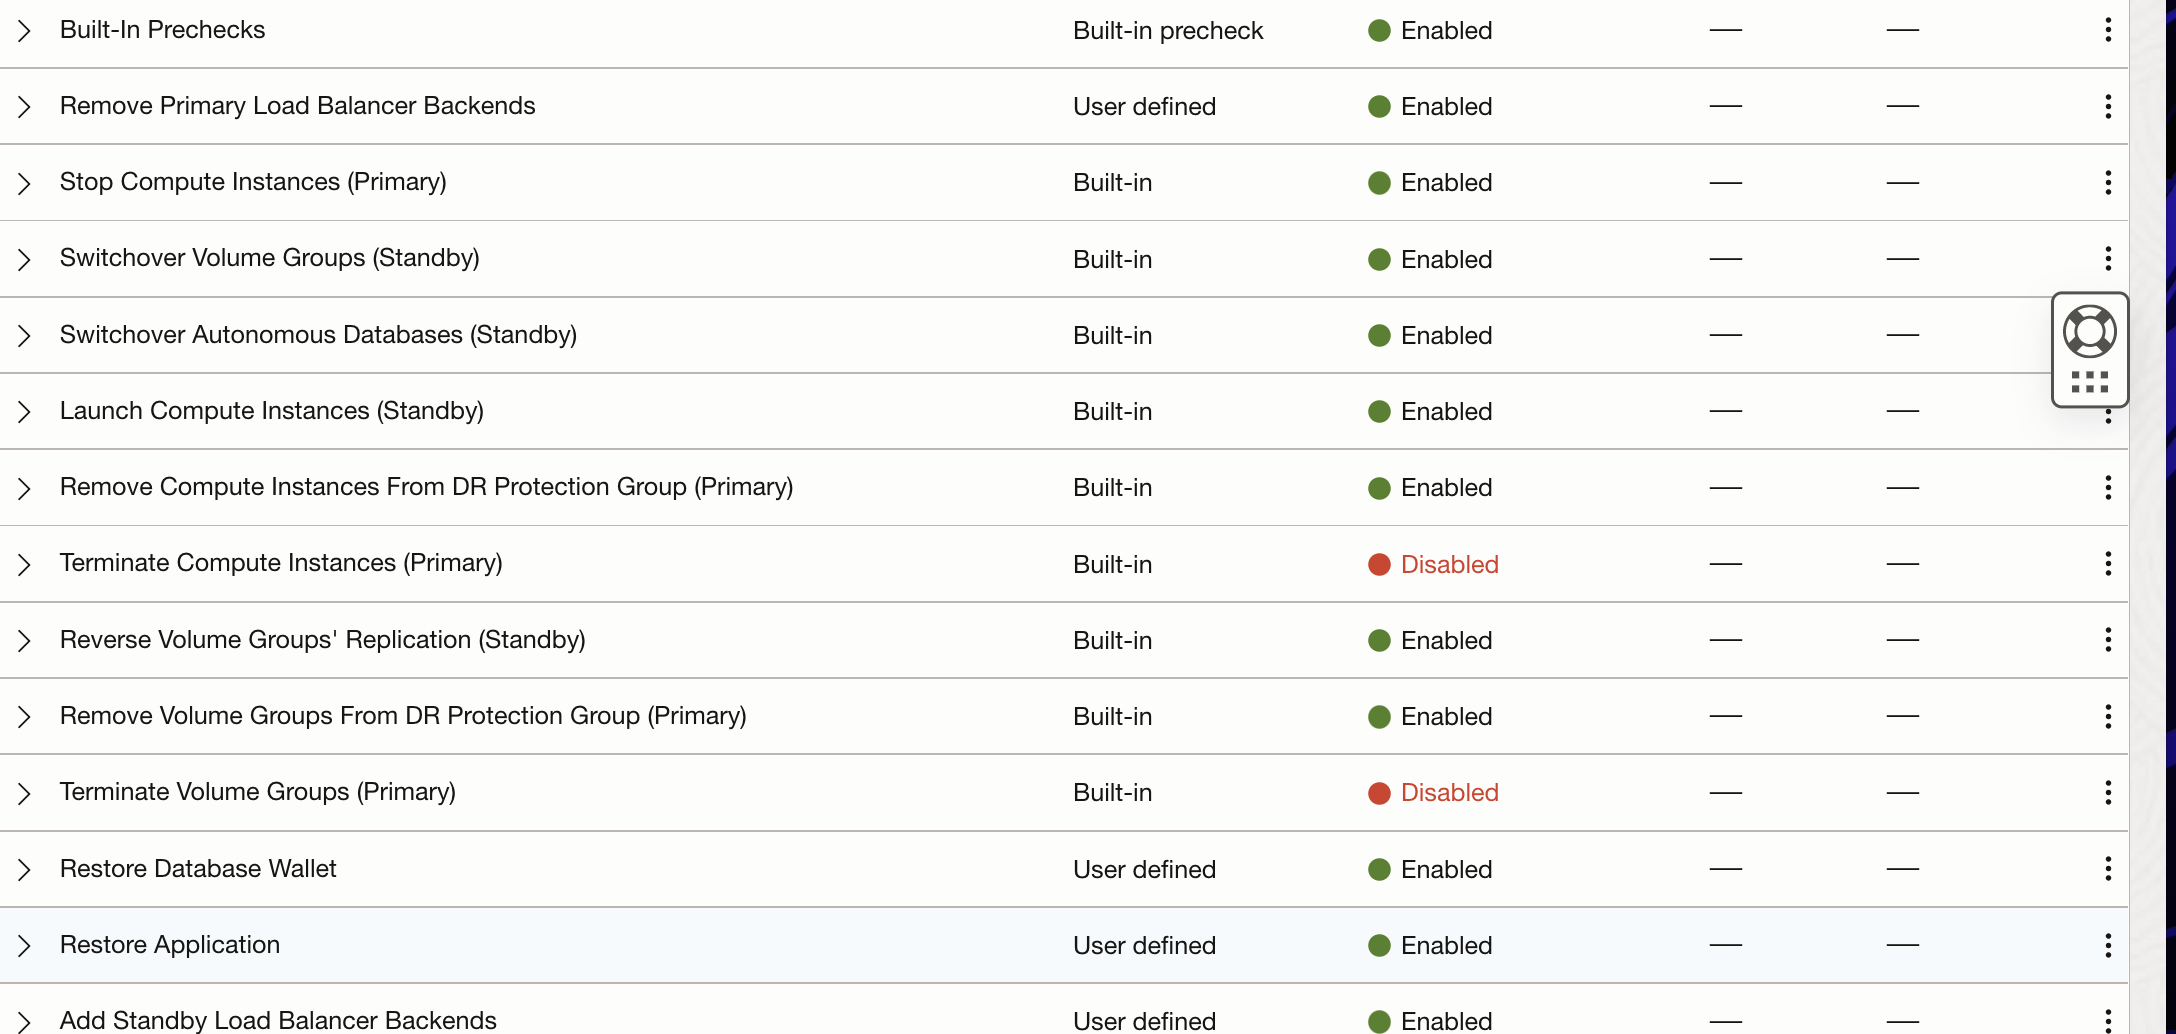 Built-In Prechecks Built-in precheck Enabled — —
Remove Primary Load Balancer Backends User defined Enabled — —
Stop Compute Instances (Primary) Built-in Enabled — —
Switchover Volume Groups (Standby) Built-in Enabled — —
Switchover Autonomous Databases (Standby) Built-in Enabled — —
Launch Compute Instances (Standby) Built-in Enabled — —
Remove Compute Instances From DR Protection Group (Primary) Built-in Enabled — —
Terminate Compute Instances (Primary) Built-in Disabled — —
Reverse Volume Groups' Replication (Standby) Built-in Enabled — —
Remove Volume Groups From DR Protection Group (Primary) Built-in Enabled — —
Terminate Volume Groups (Primary) Built-in Disabled — —
Restore Database Wallet User defined Enabled — —
Restore Application User defined Enabled — —
Add Standby Load Balancer Backends User defined Enabled — —